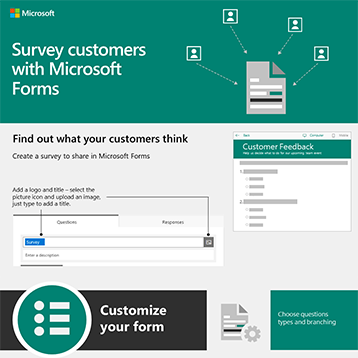 Microsoft
Survey customers
with Microsoft
Forms
Find out what your customers think
Create a survey to share in Microsoft Forms
Back
Computer
Mobile
Customer Feedback
Help us decide what to do for our upcoming team event
1.
2.
Add a logo and title – select the
picture icon and upload an image,
just type to add a title.
Questions
Responses
Survey
Enter a description
Customize
your form
Choose questions
types and branching